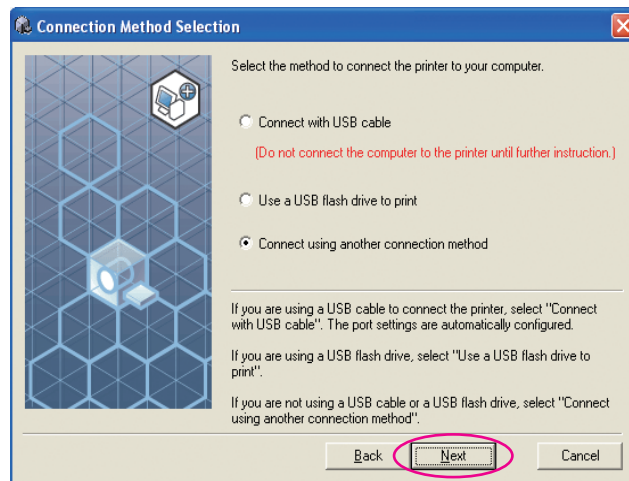 Connection Method Selection
Select the method to connect the printer to your computer.
Connect with USB cable
(Do not connect the computer to the printer until further instruction.)
Use a USB flash drive to print
Connect using another connection method
If you are using a USB cable to connect the printer, select "Connect
with USB cable". The port settings are automatically configured.
If you are using a USB flash drive, select "Use a USB flash drive to
print".
If you are not using a USB cable or a USB flash drive, select "Connect
using another connection method".
Back
Next
Cancel